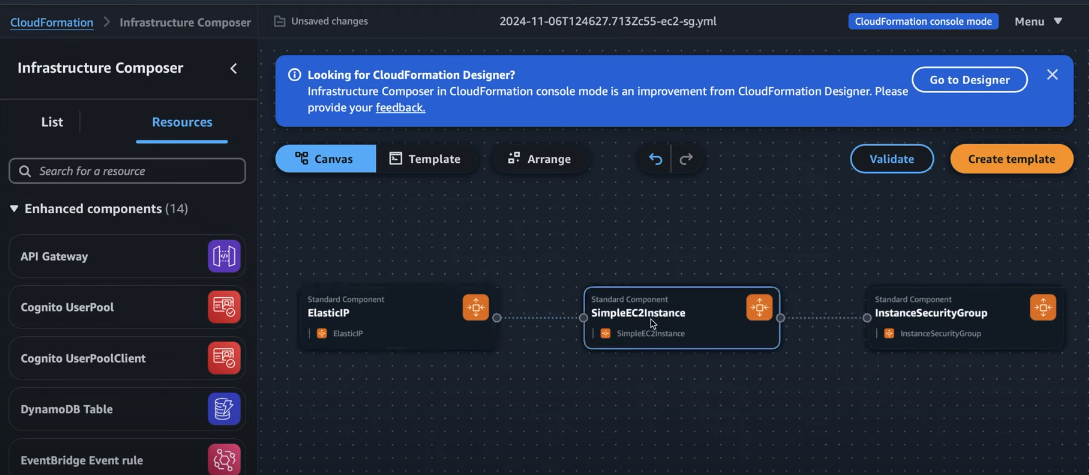 CloudFormation > Infrastructure Composer
Unsaved changes
2024-11-06T124627.713Zc55-ec2-sg.yml
CloudFormation console mode
Menu
Infrastructure Composer
List
Resources
Search for a resource
Enhanced components (14)
API Gateway
Cognito UserPool
Cognito UserPoolClient
DynamoDB Table
EventBridge Event rule
Looking for CloudFormation Designer?
Infrastructure Composer in CloudFormation console mode is an improvement from CloudFormation Designer. Please
provide your feedback.
Go to Designer
Canvas
Template
Arrange
Validate
Create template
Standard Component
ElasticIP
ElasticIP
Standard Component
SimpleEC2Instance
SimpleEC2Instance
Standard Component
InstanceSecurityGroup
InstanceSecurityGroup